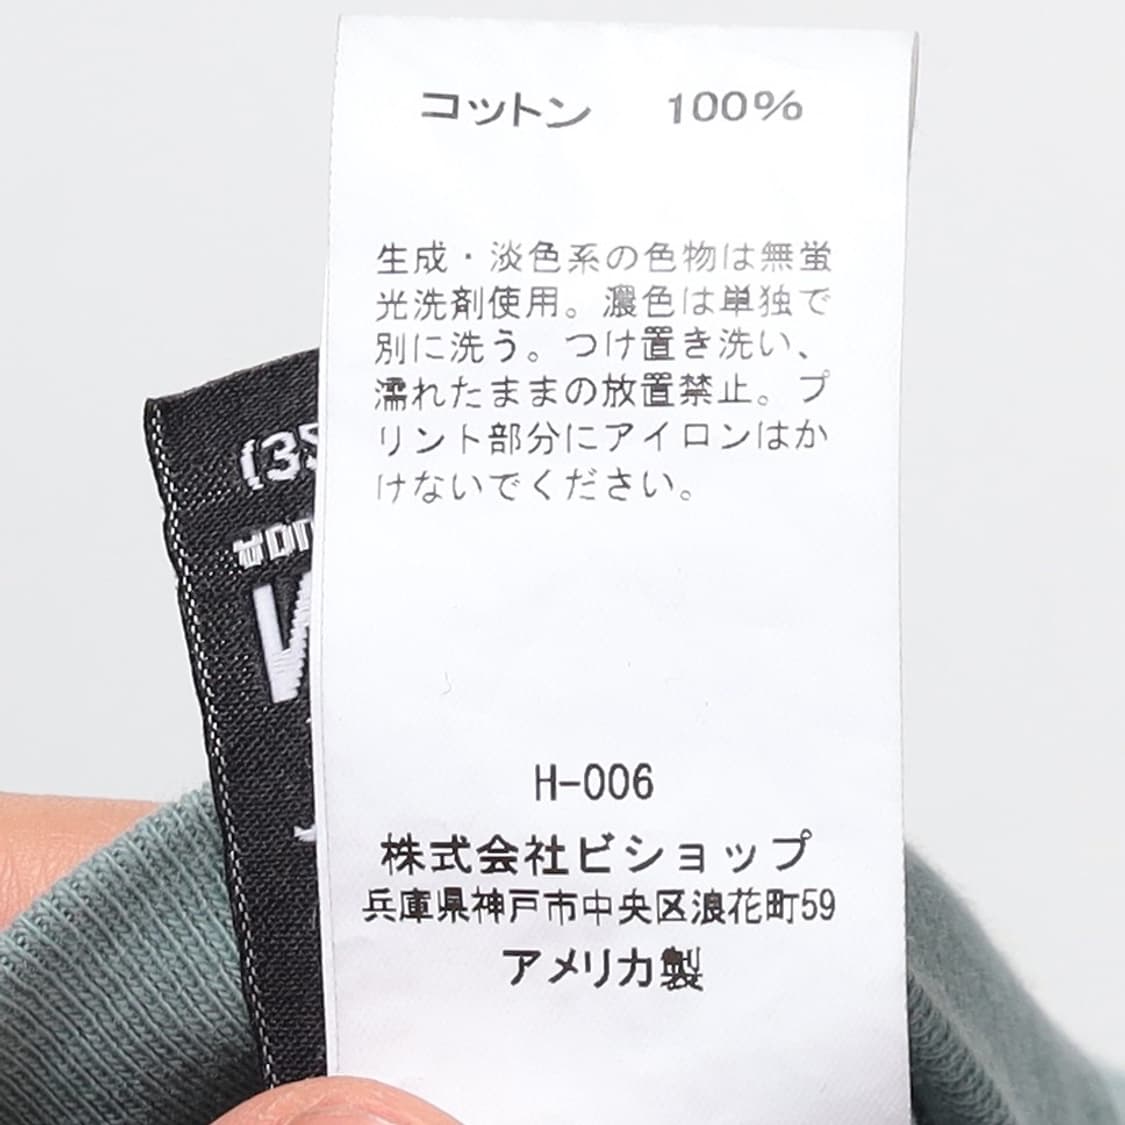 コットン 100%
生成・淡色系の色物は無蛍
光洗剤使用。濃色は単独で
別に洗う。つけ置き洗い、
濡れたままの放置禁止。プ
リント部分にアイロンはか
けないでください。
H-006
株式会社ビショップ
兵庫県神戸市中央区浪花町59
アメリカ製